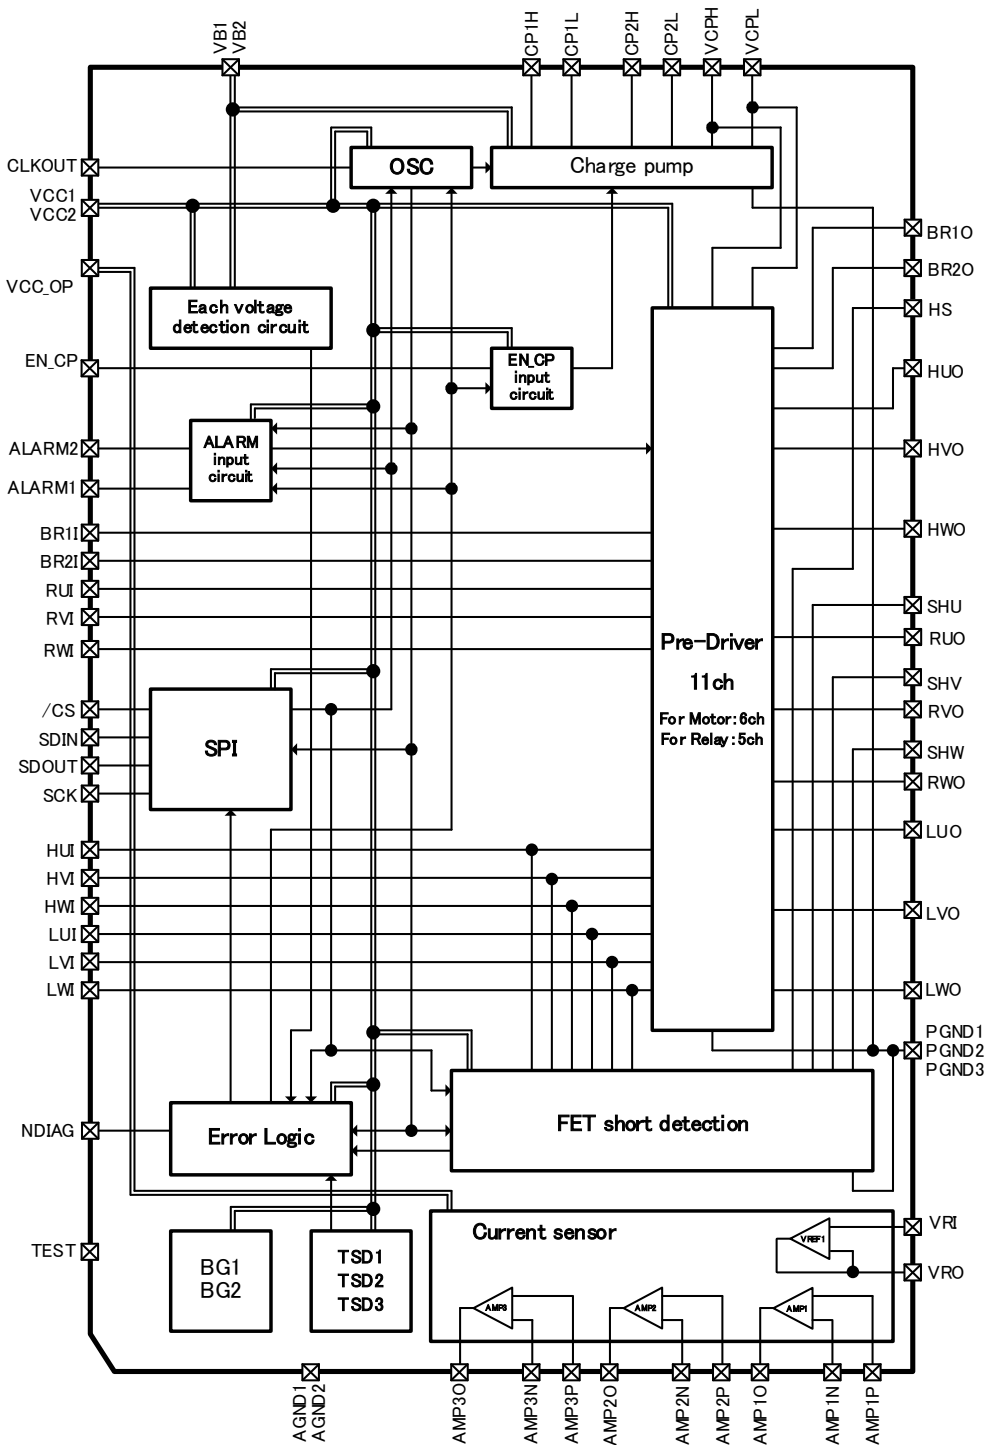 VB1
VB2
CP1H
CP1L
CP2H
CP2L
VCPH
VCPL
CLKOUT
OSC
Charge pump
VCC1
VCC2
BR1O
VCC_OP
BR2O
Each voltage
detection circuit
HS
EN_CP
EN_CP
input
circuit
HUO
ALARM2
ALARM
input
circuit
HVO
ALARM1
BR1I
HWO
BR2I
RUI
SHU
RVI
RUO
RWI
Pre-Driver
11ch
For Motor:6ch
For Relay:5ch
SHV
/CS
RVO
SDIN
SPI
SHW
SDOUT
RWO
SCK
LUO
HUI
HVI
HWI
LVO
LUI
LVI
LWI
LWO
PGND1
PGND2
PGND3
NDIAG
Error Logic
FET short detection
TEST
BG1
BG2
TSD1
TSD2
TSD3
Current sensor
VREF1
VRI
VRO
AMP3
AMP2
AMP1
AGND1
AGND2
AMP3O
AMP3N
AMP3P
AMP2O
AMP2N
AMP2P
AMP1O
AMP1N
AMP1P